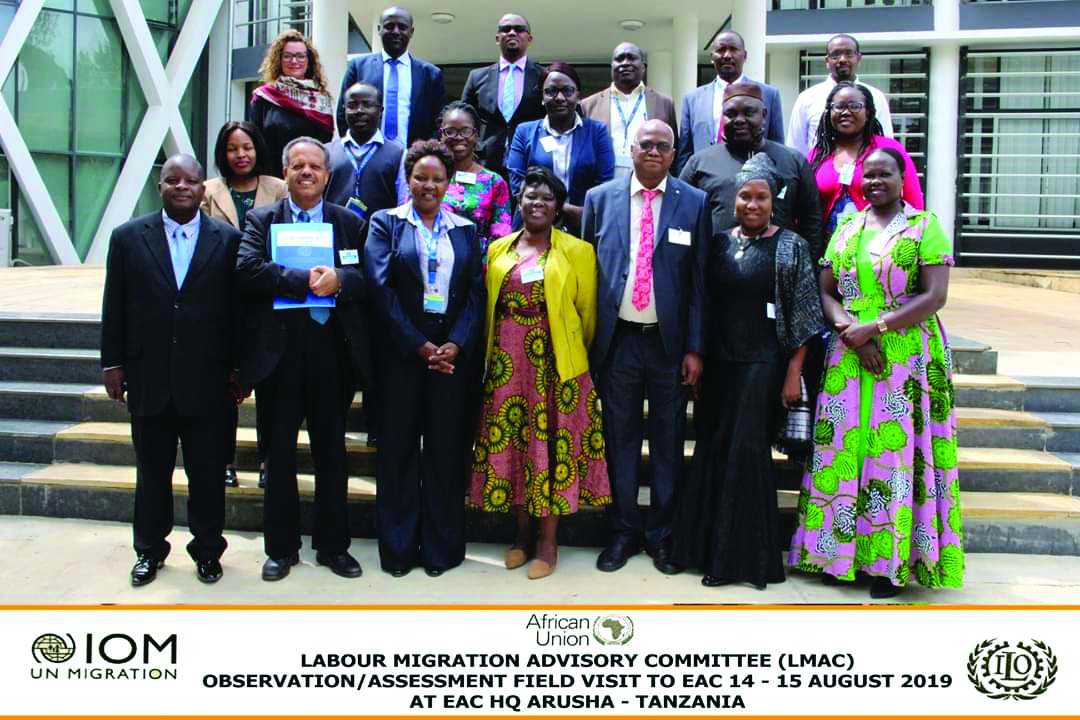 IOM
UN MIGRATION
African
Union
LABOUR MIGRATION ADVISORY COMMITTEE (LMAC)
OBSERVATION/ASSESSMENT FIELD VISIT TO EAC 14 - 15 AUGUST 2019
AT EAC HQ ARUSHA - TANZANIA
ILO